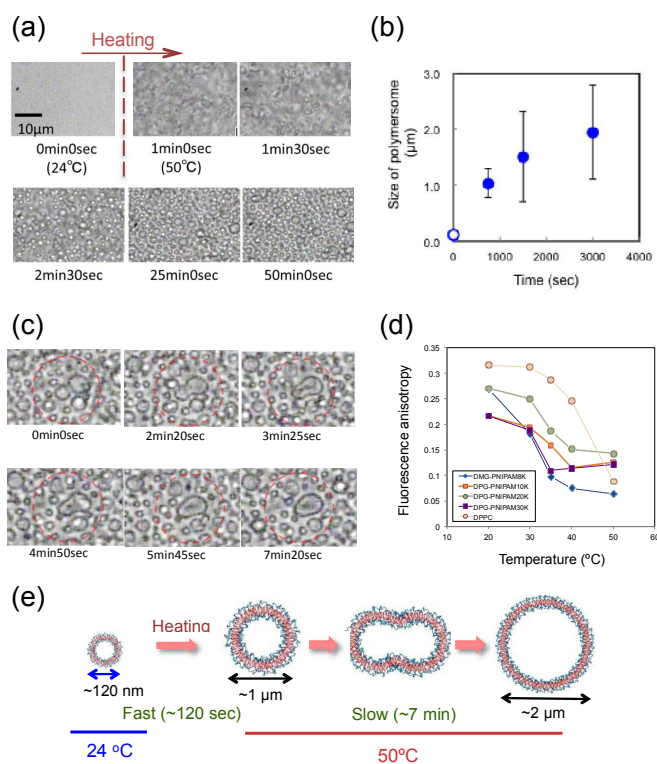 (a)
Heating
10μm
0min0sec
(24℃)
1min0sec
(50℃)
1min30sec
2min30sec
25min0sec
50min0sec
(b)
Size of polymersome
(μm)
3.0
2.0
1.0
0.0
0 1000 2000 3000 4000
Time (sec)
(c)
0min0sec
2min20sec
3min25sec
4min50sec
5min45sec
7min20sec
(d)
Fluorescence anisotropy
0.35
0.3
0.25
0.2
0.15
0.1
0.05
0
DMG-PNIPAM8K
DPG-PNIPAM10K
DPG-PNIPAM20K
DPG-PNIPAM30K
DPPC
10 20 30 40 50 60
Temperature (ºC)
(e)
Heating
~120 nm
~1 μm
~2 μm
Fast (~120 sec)
Slow (~7 min)
24 ºC
50ºC